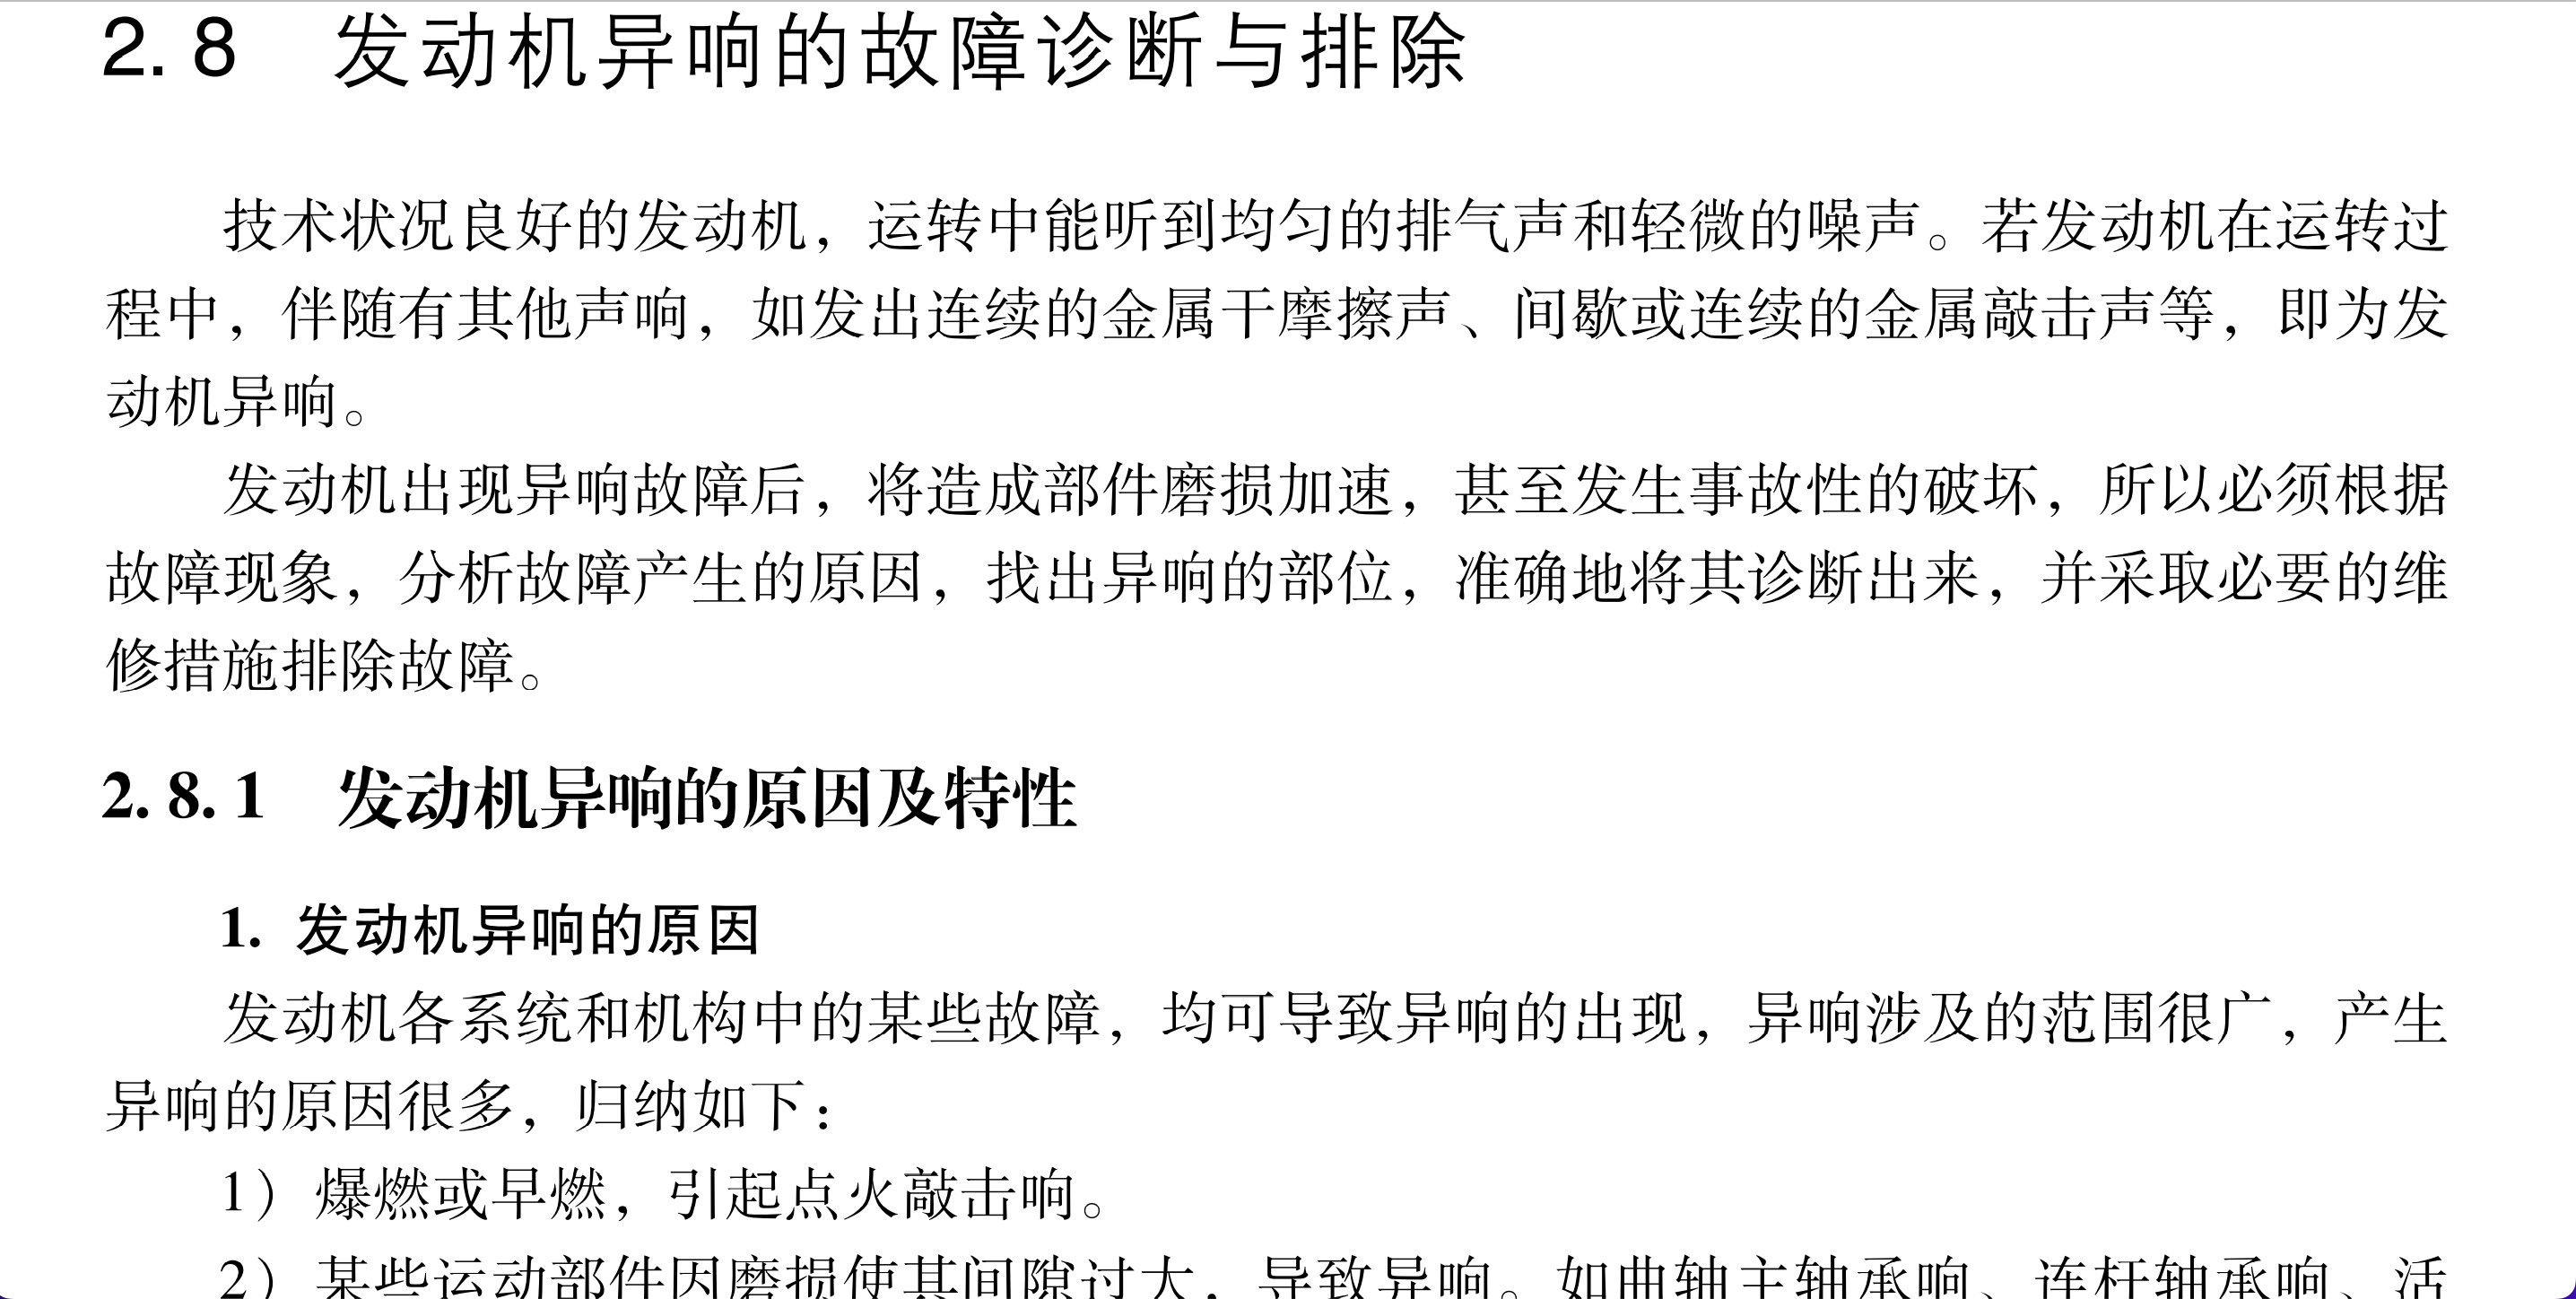 2.8 发动机异响的故障诊断与排除
技术状况良好的发动机，运转中能听到均匀的排气声和轻微的噪声。若发动机在运转过
程中，伴随有其他声响，如发出连续的金属干摩擦声、间歇或连续的金属敲击声等，即为发
动机异响。
发动机出现异响故障后，将造成部件磨损加速，甚至发生事故性的破坏，所以必须根据
故障现象，分析故障产生的原因，找出异响的部位，准确地将其诊断出来，并采取必要的维
修措施排除故障。
2.8.1 发动机异响的原因及特性
1. 发动机异响的原因
发动机各系统和机构中的某些故障，均可导致异响的出现，异响涉及的范围很广，产生
异响的原因很多，归纳如下：
1）爆燃或早燃，引起点火敲击响。
2）某些运动部件因磨损使其间隙过大，导致异响。如曲轴主轴承响、连杆轴承响、活